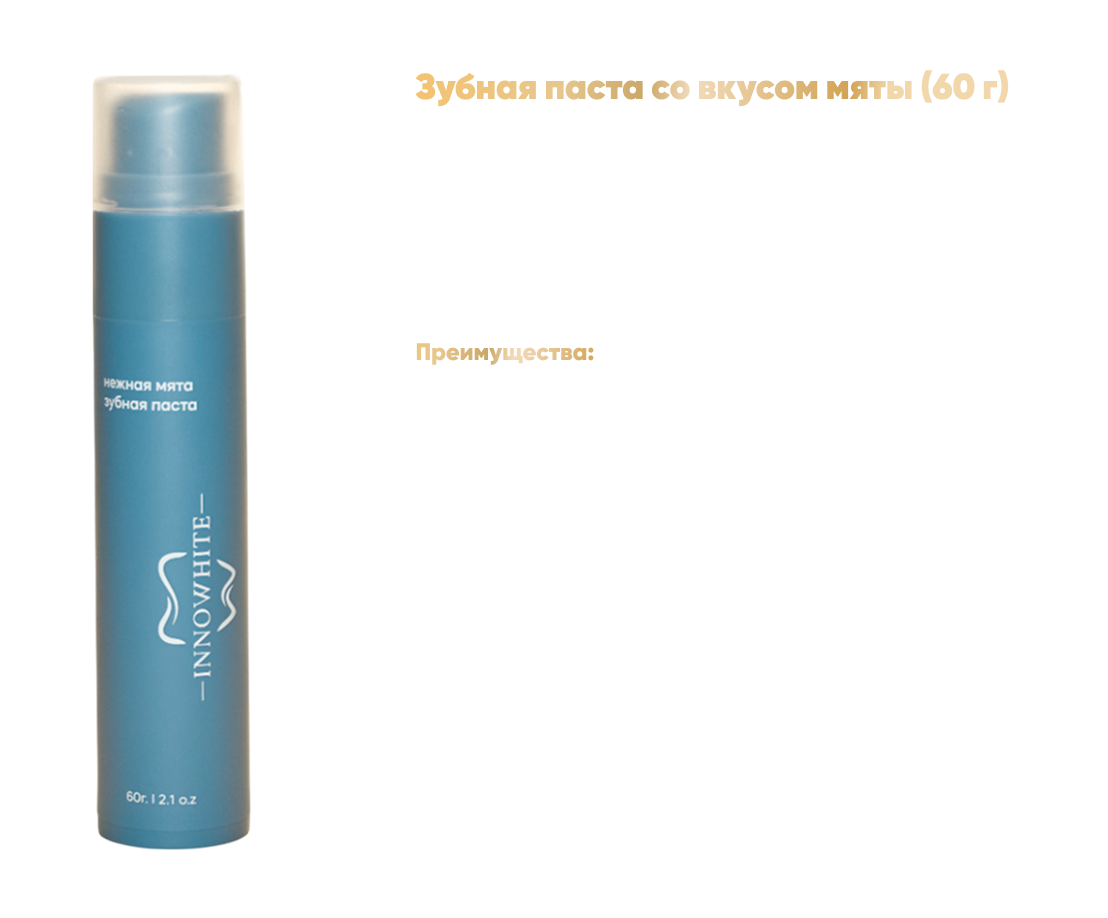 Зубная паста со вкусом мяты (60 г)
Преимущества:
нежная мята
зубная паста
INNOWHITE
60г. | 2.1 o.z